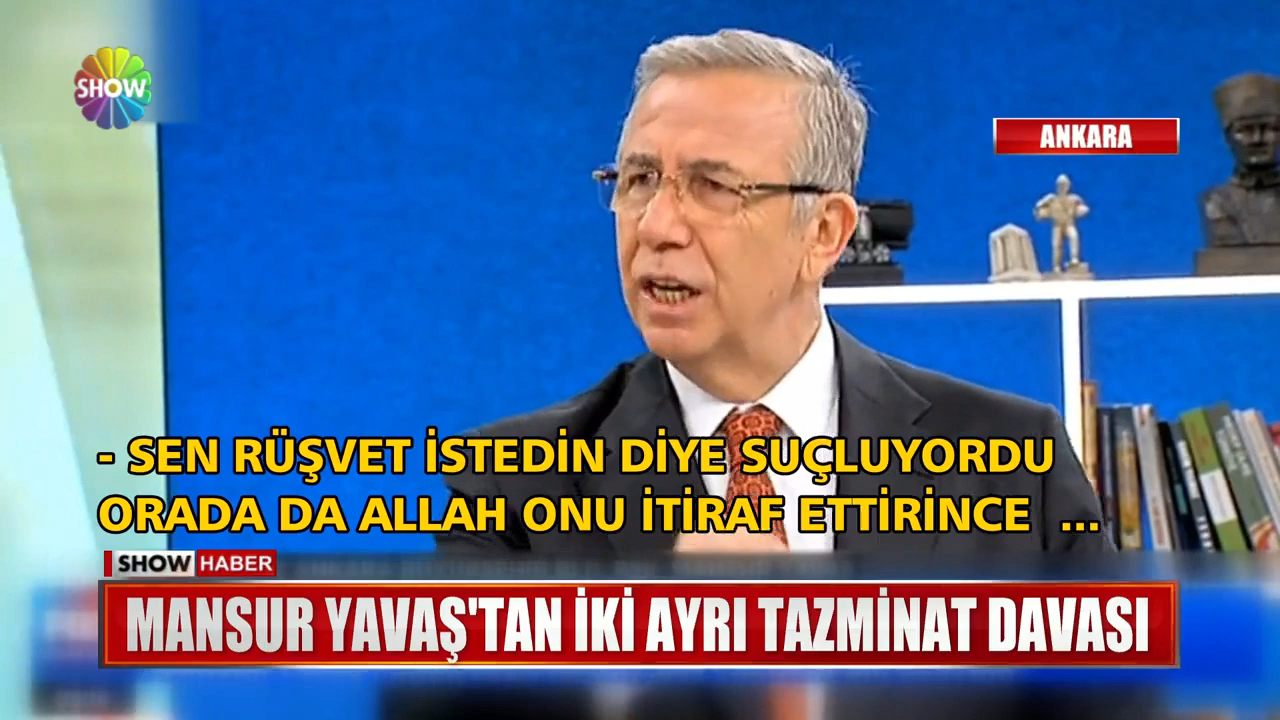 SHOW
ANKARA
- SEN RÜŞVET İSTEDİN DİYE SUÇLUYORDU
ORADA DA ALLAH ONU İTİRAF ETTİRİNCE ...
SHOW HABER
MANSUR YAVAŞ'TAN İKİ AYRI TAZMİNAT DAVASI